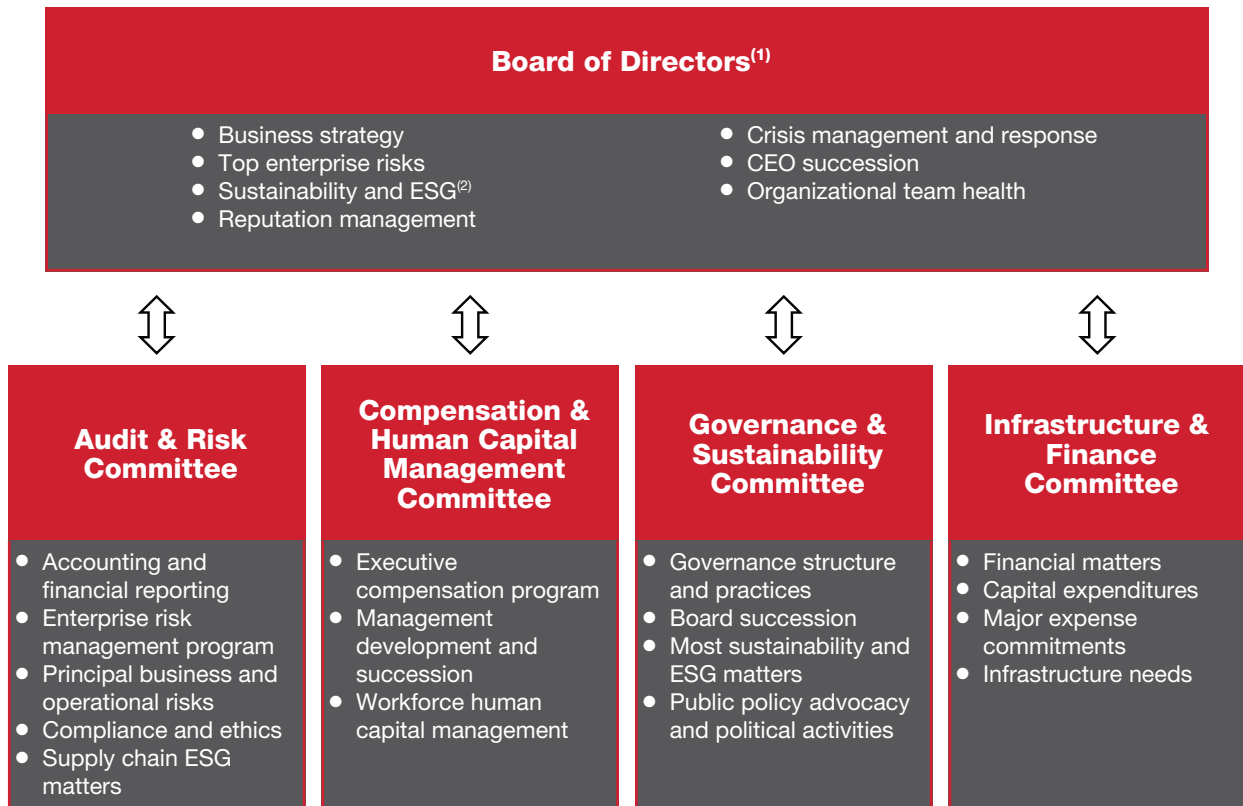 Board of Directors(1)
● Business strategy
● Top enterprise risks
● Sustainability and ESG(2)
● Reputation management
● Crisis management and response
● CEO succession
● Organizational team health
Audit & Risk
Committee
● Accounting and
financial reporting
● Enterprise risk
management program
● Principal business and
operational risks
● Compliance and ethics
● Supply chain ESG
matters
Compensation &
Human Capital
Management
Committee
● Executive
compensation program
● Management
development and
succession
● Workforce human
capital management
Governance &
Sustainability
Committee
● Governance structure
and practices
● Board succession
● Most sustainability and
ESG matters
● Public policy advocacy
and political activities
Infrastructure &
Finance
Committee
● Financial matters
● Capital expenditures
● Major expense
commitments
● Infrastructure needs